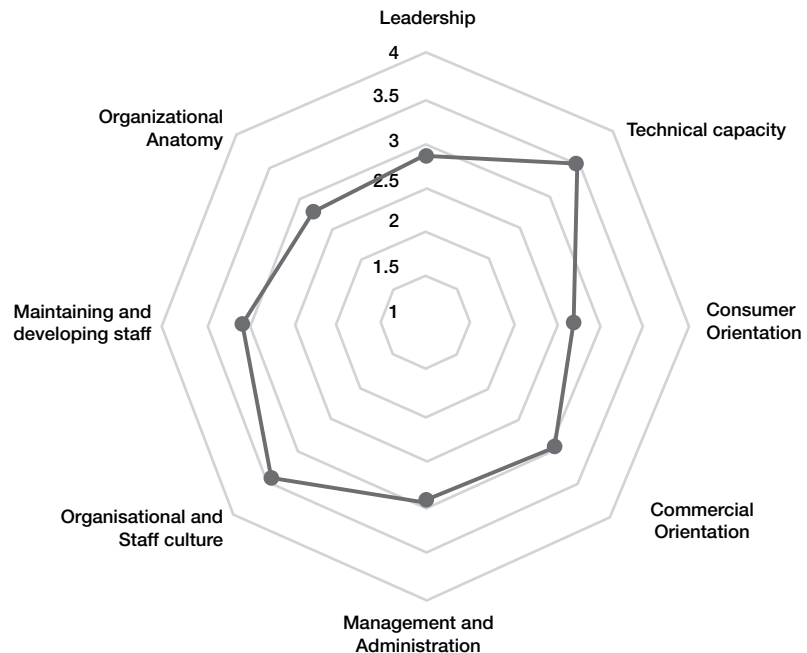 Leadership
4
3.5
3
2.5
2
1.5
1
Technical capacity
Consumer
Orientation
Commercial
Orientation
Management and
Administration
Organisational and
Staff culture
Maintaining and
developing staff
Organizational
Anatomy